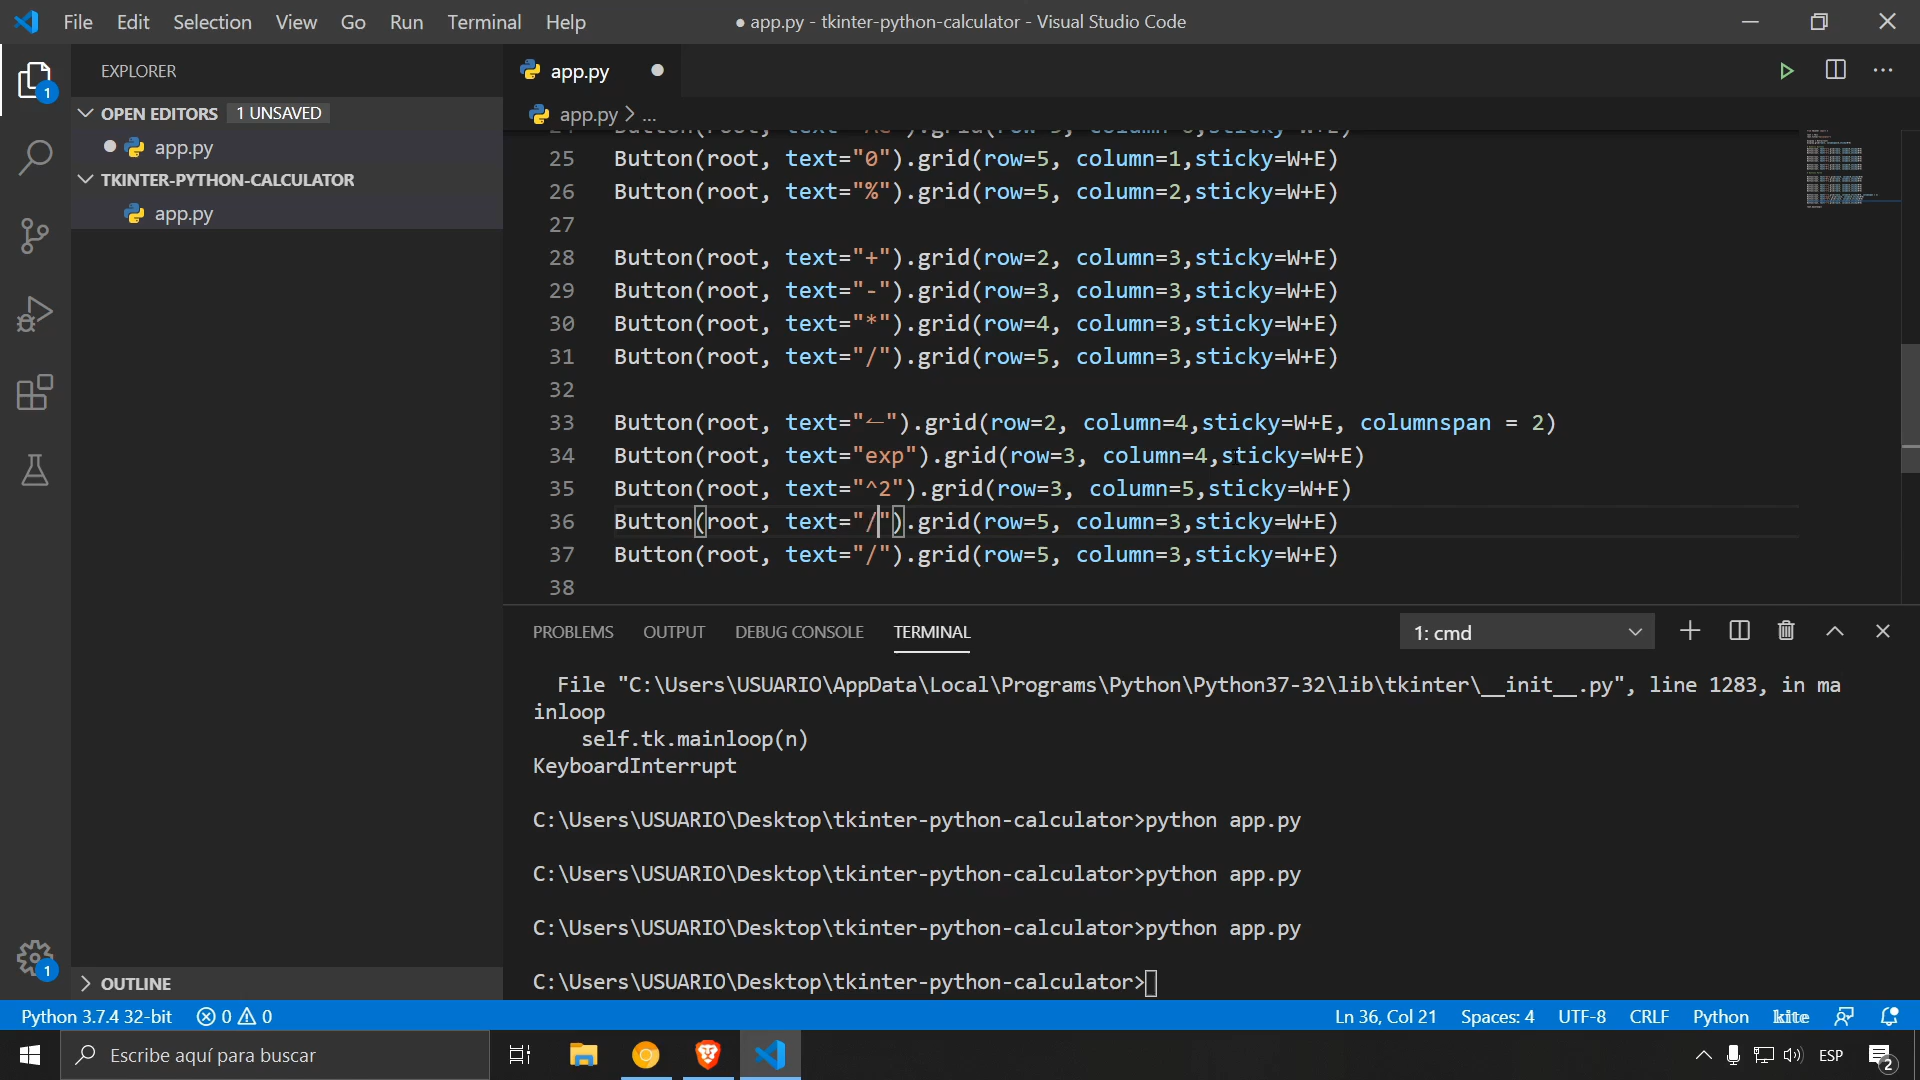 File Edit Selection View Go Run Terminal Help
● app.py - tkinter-python-calculator - Visual Studio Code
EXPLORER
OPEN EDITORS 1 UNSAVED
app.py
TKINTER-PYTHON-CALCULATOR
app.py
OUTLINE
app.py
app.py > ...
25 Button(root, text="0").grid(row=5, column=1,sticky=W+E)
26 Button(root, text="%").grid(row=5, column=2,sticky=W+E)
27
28 Button(root, text="+").grid(row=2, column=3,sticky=W+E)
29 Button(root, text="-").grid(row=3, column=3,sticky=W+E)
30 Button(root, text="*").grid(row=4, column=3,sticky=W+E)
31 Button(root, text="/").grid(row=5, column=3,sticky=W+E)
32
33 Button(root, text="←").grid(row=2, column=4,sticky=W+E, columnspan = 2)
34 Button(root, text="exp").grid(row=3, column=4,sticky=W+E)
35 Button(root, text="^2").grid(row=3, column=5,sticky=W+E)
36 Button(root, text="/").grid(row=5, column=3,sticky=W+E)
37 Button(root, text="/").grid(row=5, column=3,sticky=W+E)
38
PROBLEMS OUTPUT DEBUG CONSOLE TERMINAL 1: cmd
File "C:\Users\USUARIO\AppData\Local\Programs\Python\Python37-32\lib\tkinter\__init__.py", line 1283, in ma
inloop
self.tk.mainloop(n)
KeyboardInterrupt
C:\Users\USUARIO\Desktop\tkinter-python-calculator>python app.py
C:\Users\USUARIO\Desktop\tkinter-python-calculator>python app.py
C:\Users\USUARIO\Desktop\tkinter-python-calculator>python app.py
C:\Users\USUARIO\Desktop\tkinter-python-calculator>
1
1
Python 3.7.4 32-bit 0 0 Ln 36, Col 21 Spaces: 4 UTF-8 CRLF Python kite
Escribe aquí para buscar ESP 2